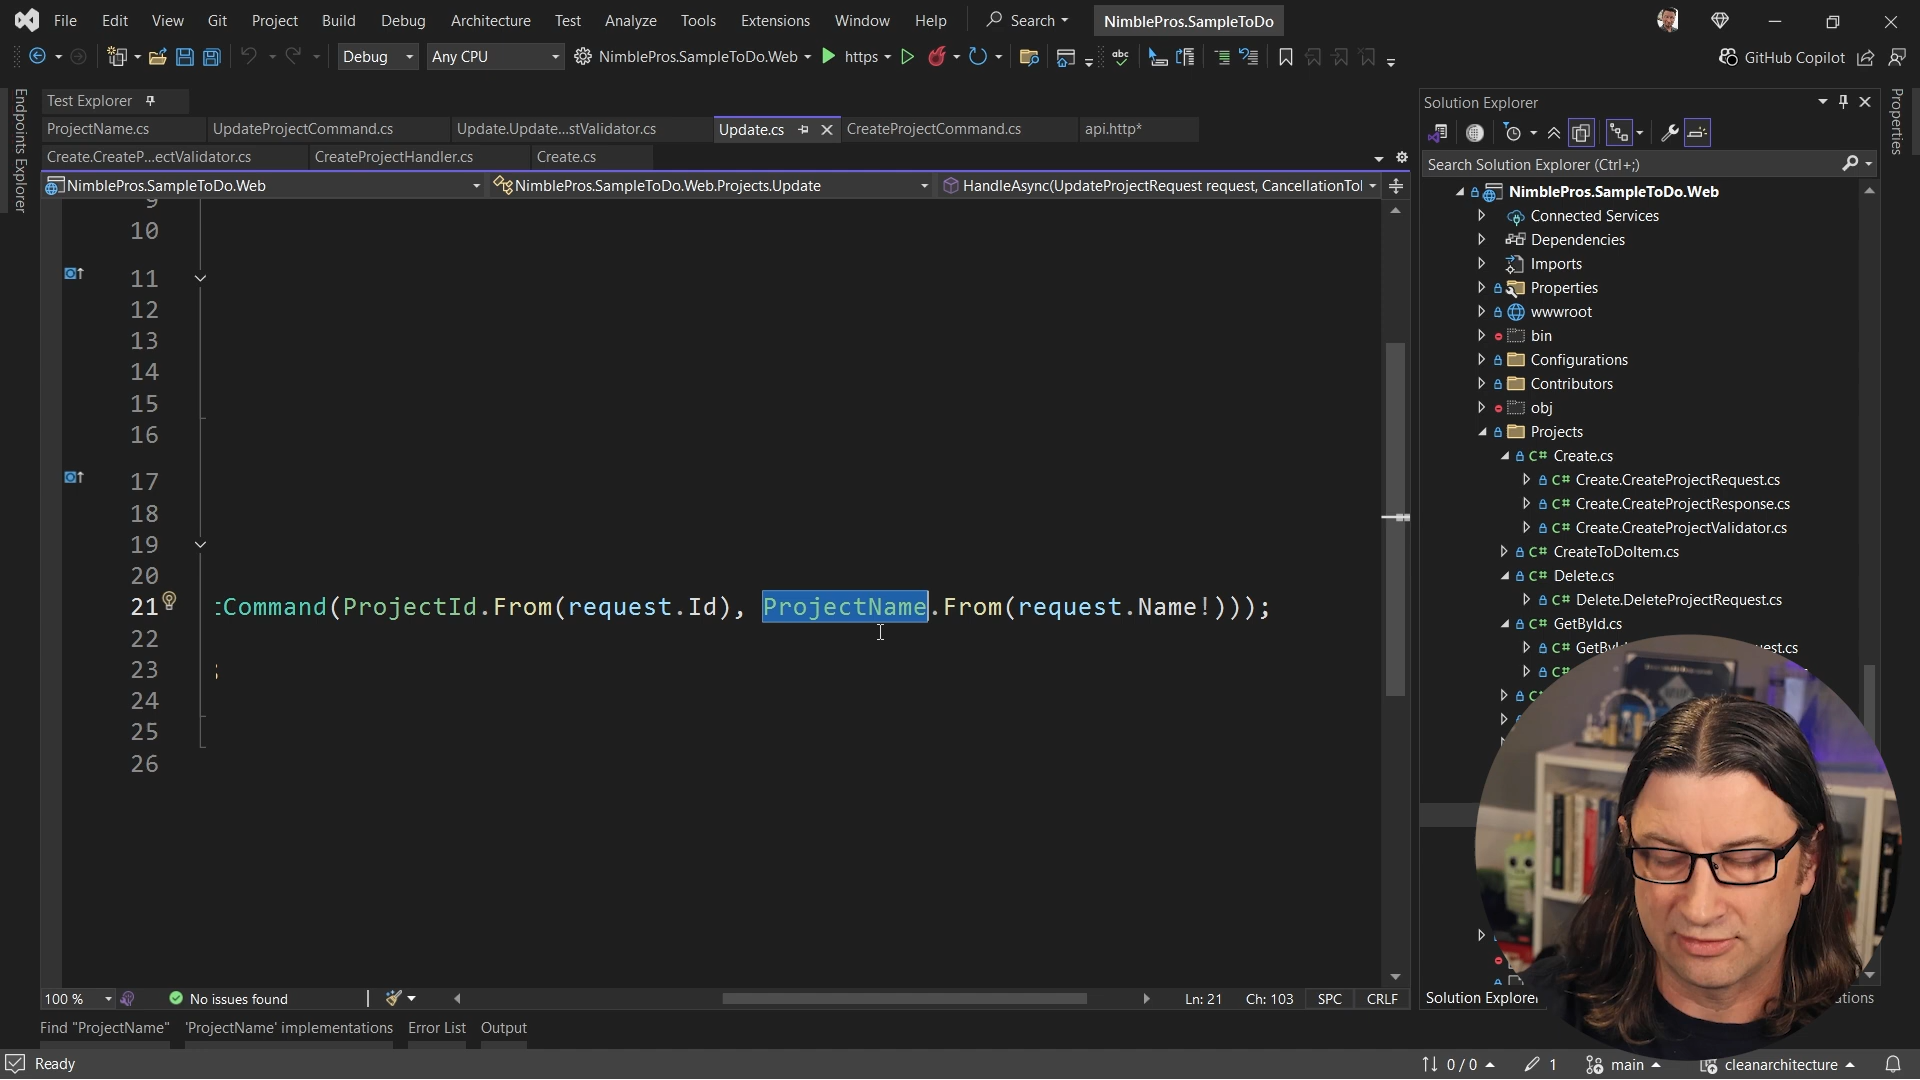 File Edit View Git Project Build Debug Architecture Test Analyze Tools Extensions Window Help Search NimblePros.SampleToDo
Debug Any CPU NimblePros.SampleToDo.Web https GitHub Copilot
Endpoints Explorer
Properties
Test Explorer
Solution Explorer
ProjectName.cs UpdateProjectCommand.cs Update.Update...stValidator.cs Update.cs CreateProjectCommand.cs api.http*
Create.CreateP...ectValidator.cs CreateProjectHandler.cs Create.cs
Search Solution Explorer (Ctrl+;)
NimblePros.SampleToDo.Web NimblePros.SampleToDo.Web.Projects.Update HandleAsync(UpdateProjectRequest request, CancellationTo
9
10
11
12
13
14
15
16
17
18
19
20
21 Command(ProjectId.From(request.Id), ProjectName.From(request.Name!)));
22
23 ;
24
25
26
NimblePros.SampleToDo.Web
Connected Services
Dependencies
Imports
Properties
wwwroot
bin
Configurations
Contributors
obj
Projects
C# Create.cs
C# Create.CreateProjectRequest.cs
C# Create.CreateProjectResponse.cs
C# Create.CreateProjectValidator.cs
C# CreateToDoItem.cs
C# Delete.cs
C# Delete.DeleteProjectRequest.cs
C# GetById.cs
C# GetBy est.cs
100 % No issues found Ln: 21 Ch: 103 SPC CRLF
Solution Explorer
Find "ProjectName" 'ProjectName' implementations Error List Output
Ready 0 / 0 1 main cleanarchitecture